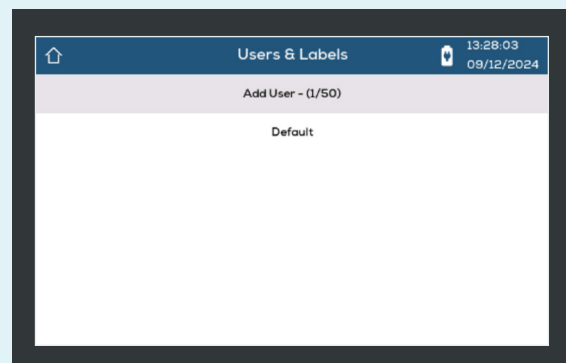 Users & Labels
13:28:03
09/12/2024
Add User - (1/50)
Default